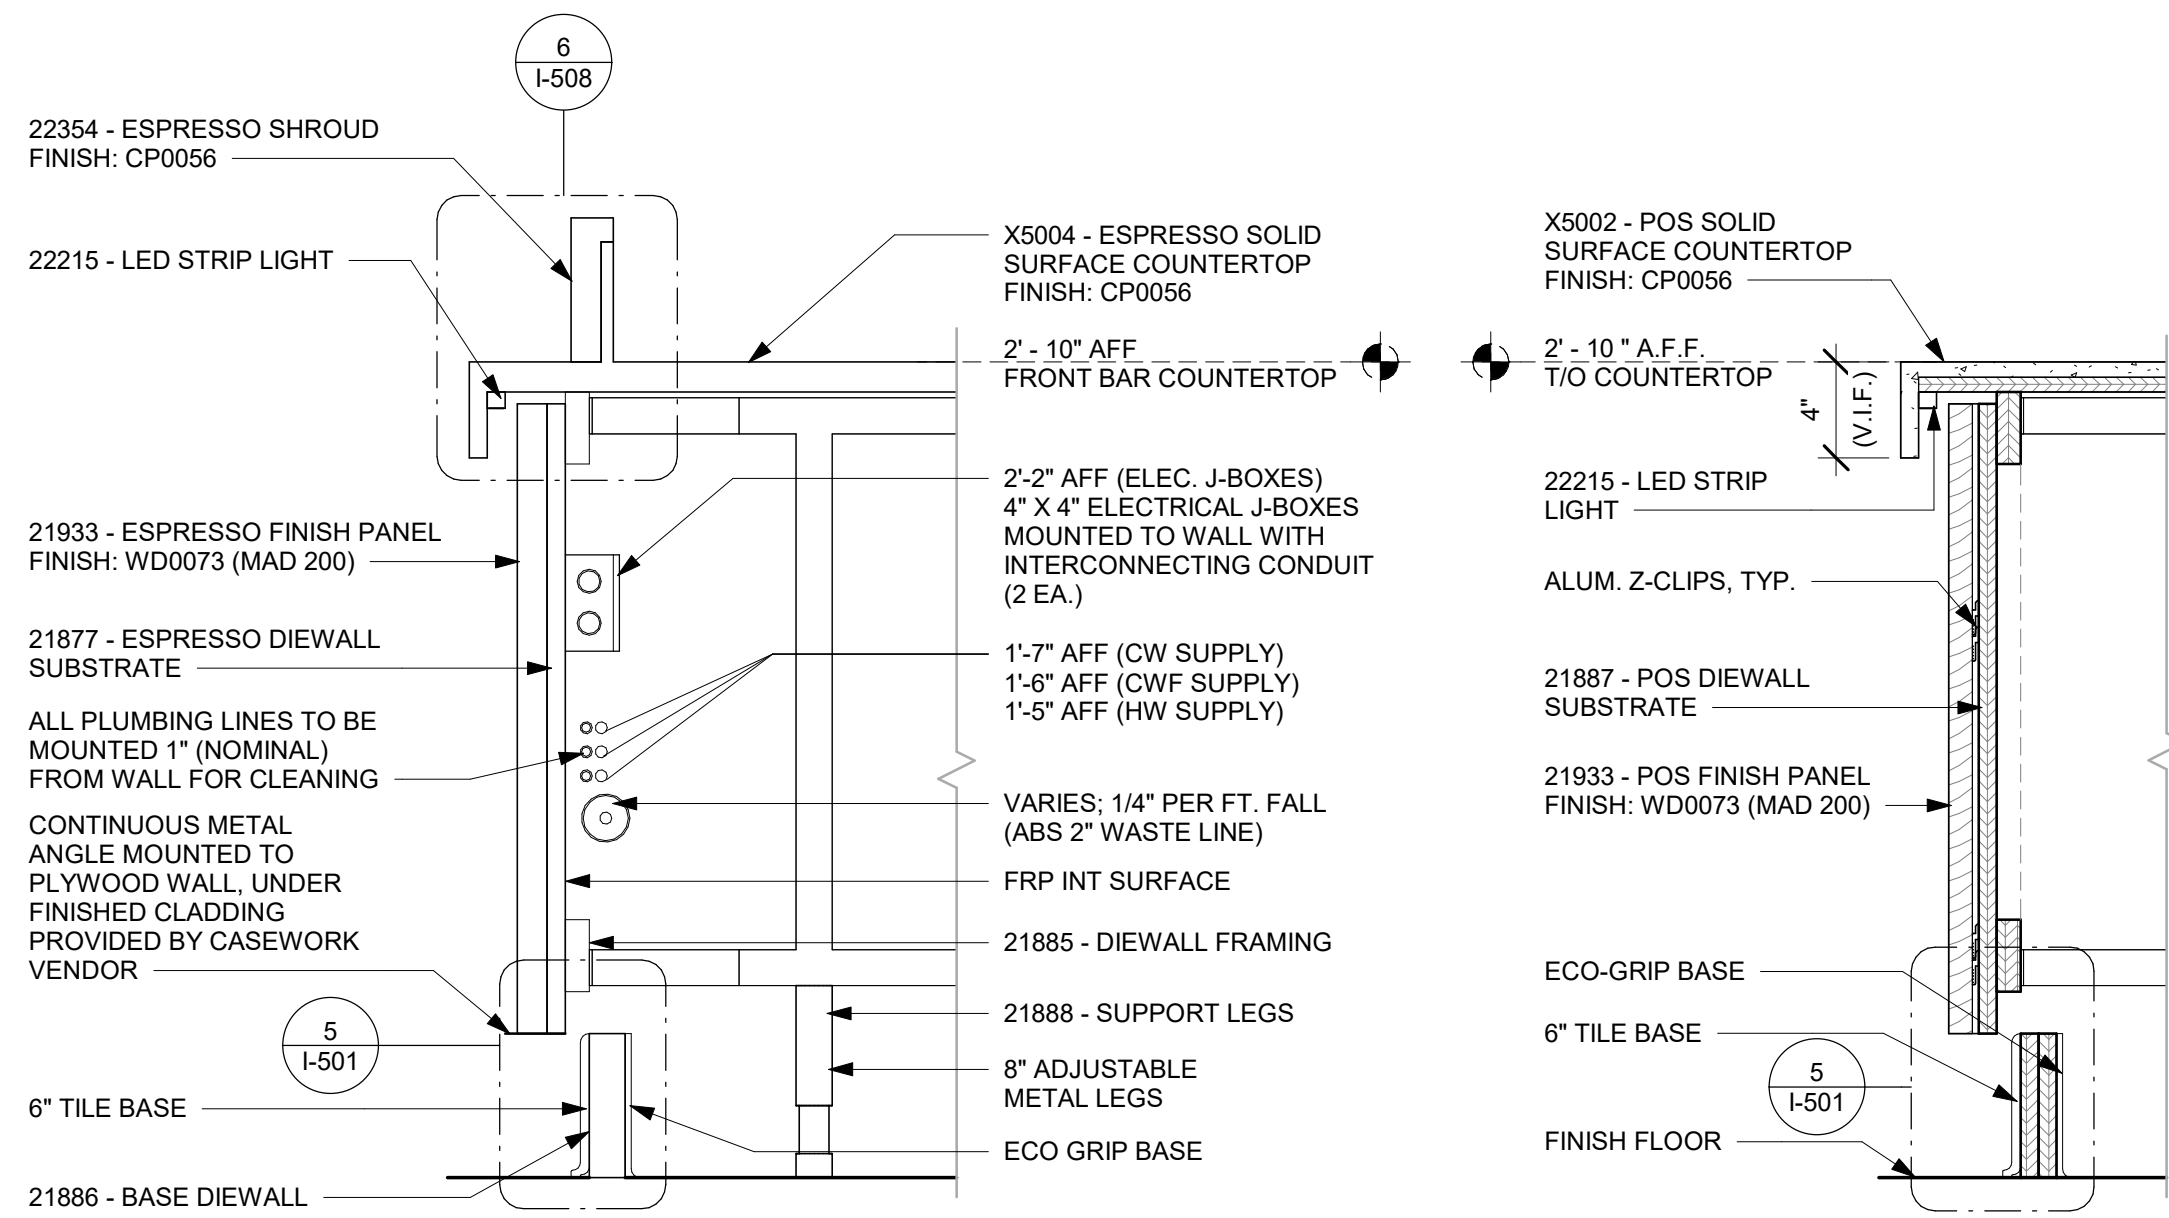 6
I-508
22354 - ESPRESSO SHROUD
FINISH: CP0056
22215 - LED STRIP LIGHT
21933 - ESPRESSO FINISH PANEL
FINISH: WD0073 (MAD 200)
21877 - ESPRESSO DIEWALL
SUBSTRATE
ALL PLUMBING LINES TO BE
MOUNTED 1" (NOMINAL)
FROM WALL FOR CLEANING
CONTINUOUS METAL
ANGLE MOUNTED TO
PLYWOOD WALL, UNDER
FINISHED CLADDING
PROVIDED BY CASEWORK
VENDOR
5
I-501
6" TILE BASE
21886 - BASE DIEWALL
X5004 - ESPRESSO SOLID
SURFACE COUNTERTOP
FINISH: CP0056
2' - 10" AFF
FRONT BAR COUNTERTOP
2'-2" AFF (ELEC. J-BOXES)
4" X 4" ELECTRICAL J-BOXES
MOUNTED TO WALL WITH
INTERCONNECTING CONDUIT
(2 EA.)
1'-7" AFF (CW SUPPLY)
1'-6" AFF (CWF SUPPLY)
1'-5" AFF (HW SUPPLY)
VARIES; 1/4" PER FT. FALL
(ABS 2" WASTE LINE)
FRP INT SURFACE
21885 - DIEWALL FRAMING
21888 - SUPPORT LEGS
8" ADJUSTABLE
METAL LEGS
ECO GRIP BASE
X5002 - POS SOLID
SURFACE COUNTERTOP
FINISH: CP0056
2' - 10 " A.F.F.
T/O COUNTERTOP
4"
(V.I.F.)
22215 - LED STRIP
LIGHT
ALUM. Z-CLIPS, TYP.
21887 - POS DIEWALL
SUBSTRATE
21933 - POS FINISH PANEL
FINISH: WD0073 (MAD 200)
ECO-GRIP BASE
6" TILE BASE
5
I-501
FINISH FLOOR